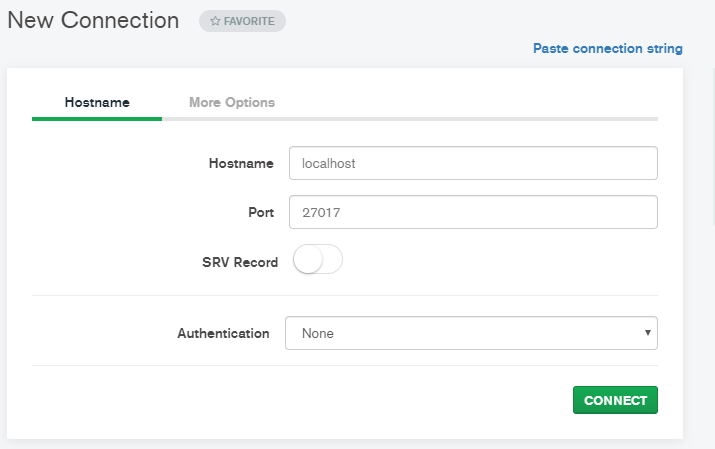 New Connection
☆ FAVORITE
Paste connection string
Hostname
More Options
Hostname
localhost
Port
27017
SRV Record
Authentication
None
CONNECT